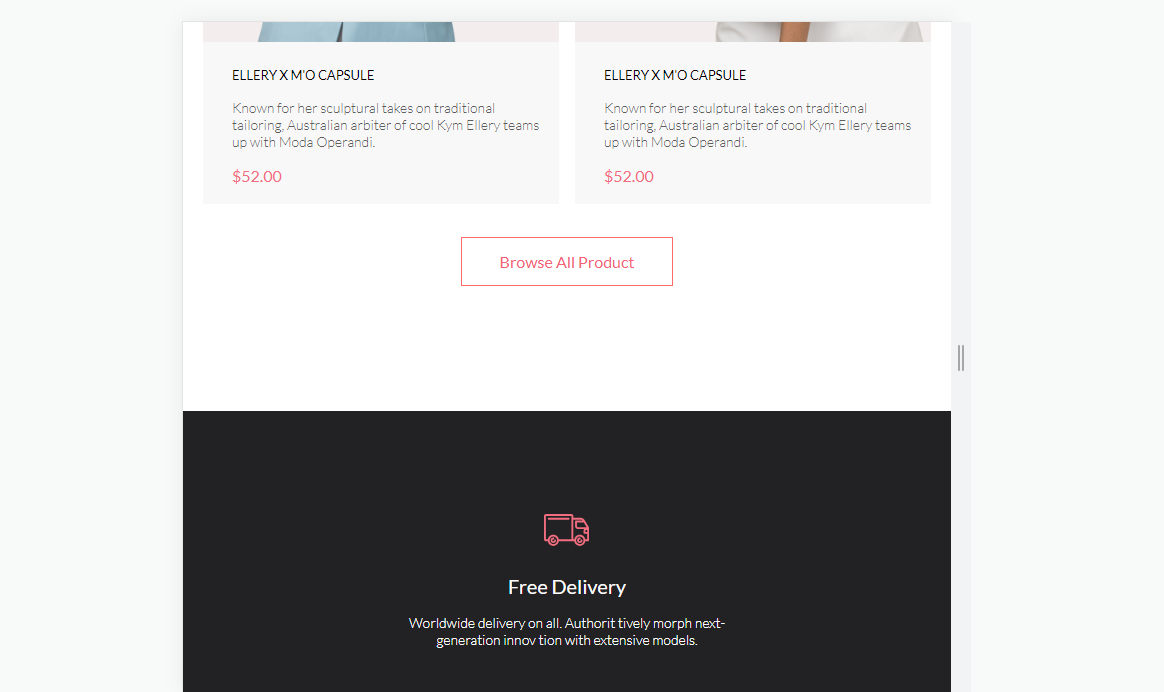 ELLERY X M'O CAPSULE
Known for her sculptural takes on traditional
tailoring, Australian arbiter of cool Kym Ellery teams
up with Moda Operandi.
$52.00
ELLERY X M'O CAPSULE
Known for her sculptural takes on traditional
tailoring, Australian arbiter of cool Kym Ellery teams
up with Moda Operandi.
$52.00
Browse All Product
Free Delivery
Worldwide delivery on all. Authorit tively morph next-
generation innov tion with extensive models.